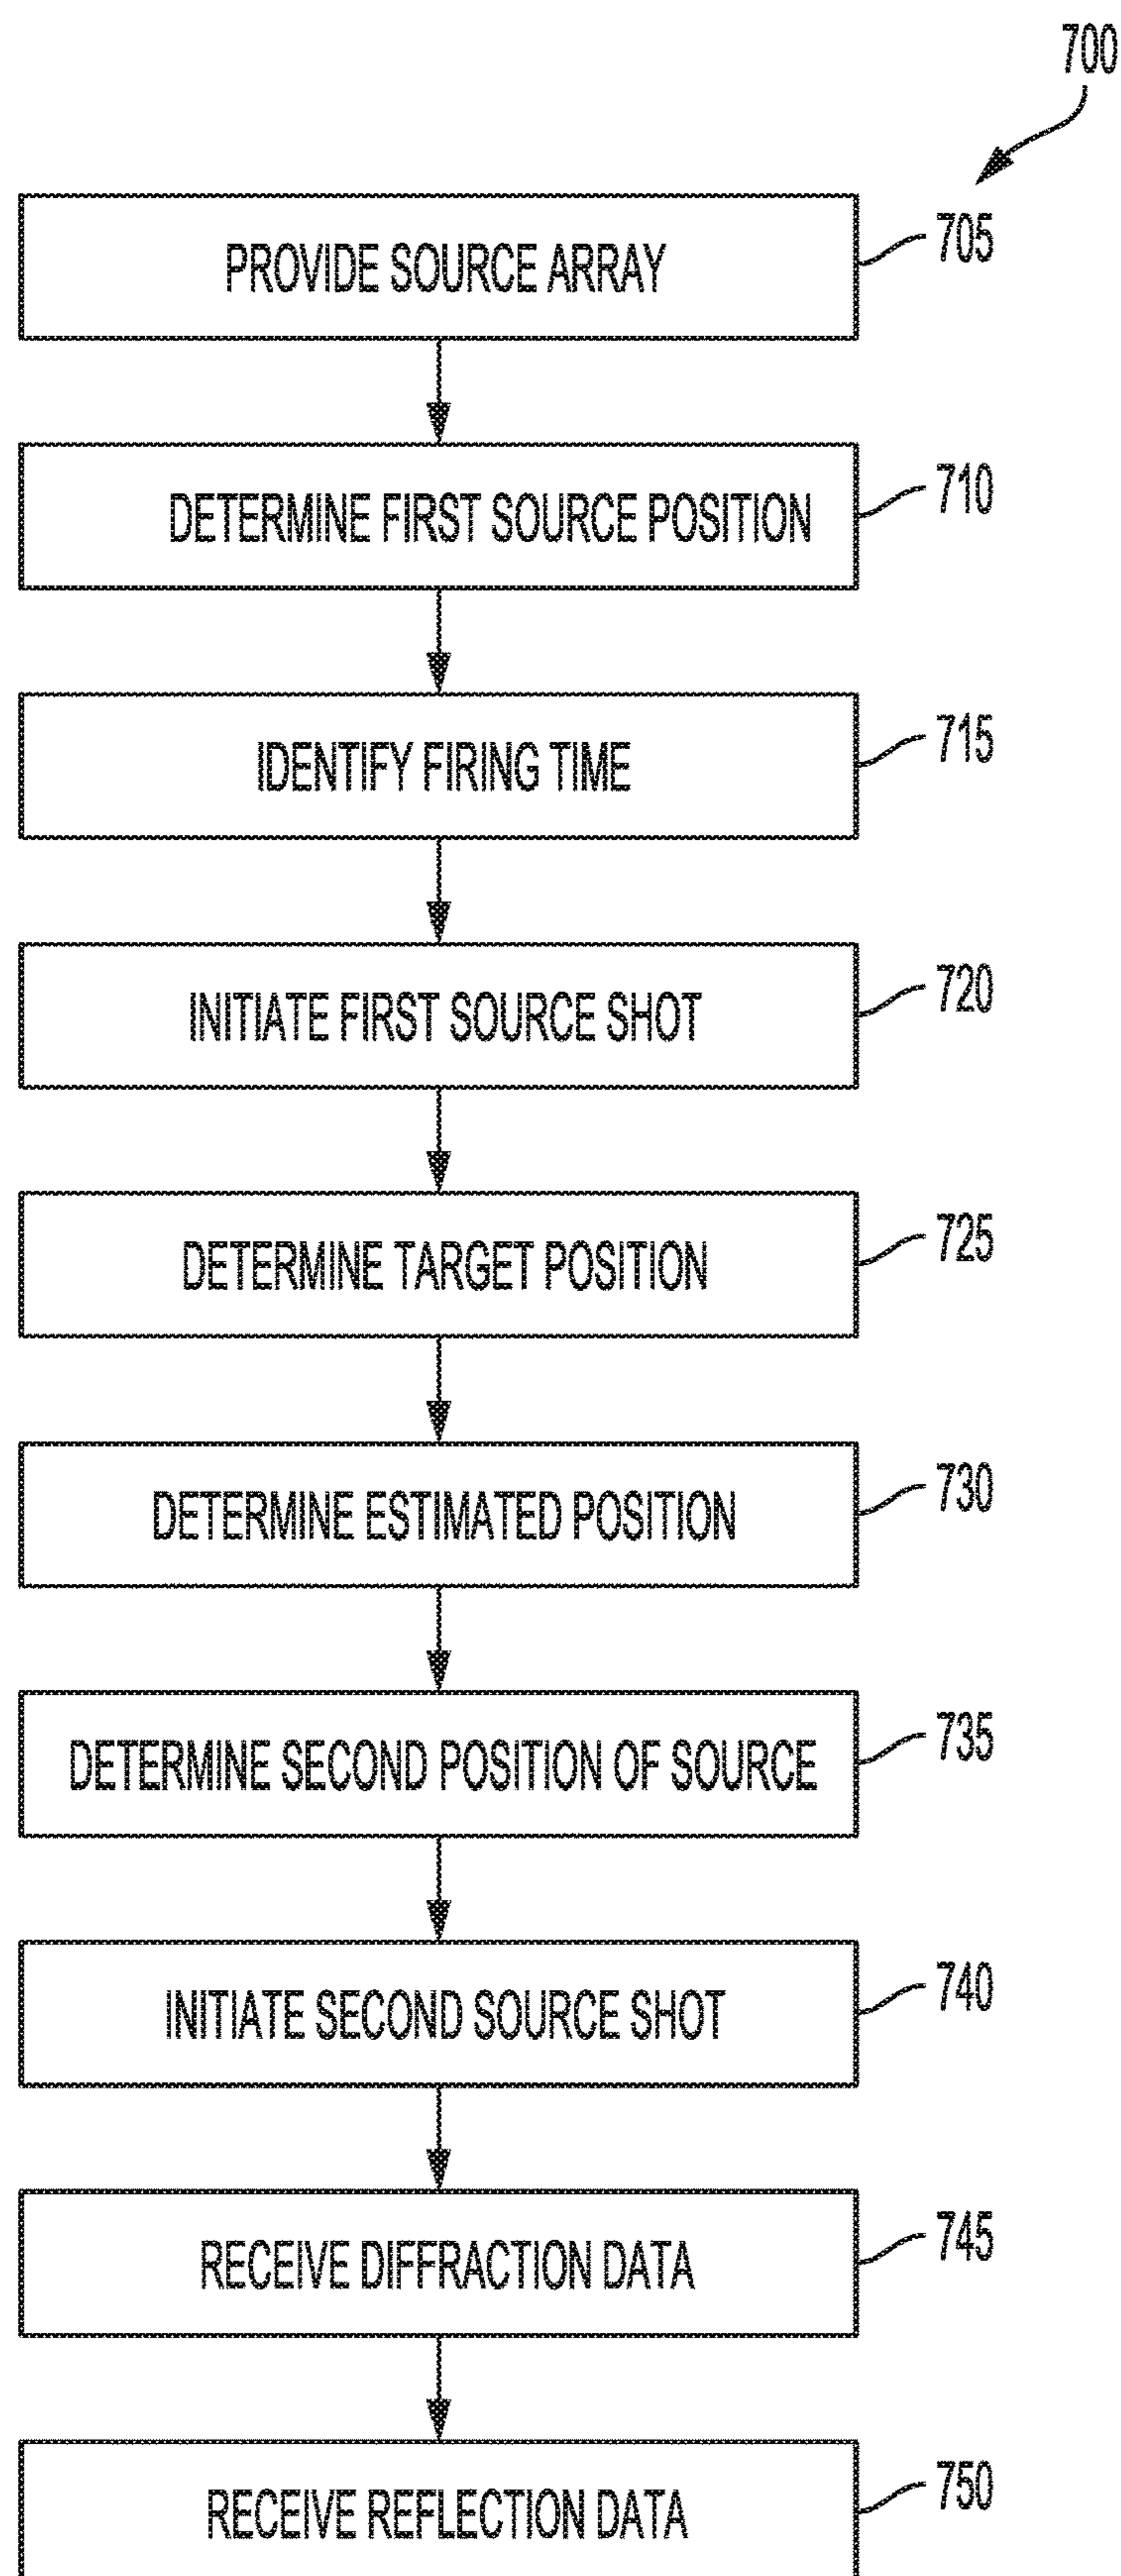 700
PROVIDE SOURCE ARRAY 705
DETERMINE FIRST SOURCE POSITION 710
IDENTIFY FIRING TIME 715
INITIATE FIRST SOURCE SHOT 720
DETERMINE TARGET POSITION 725
DETERMINE ESTIMATED POSITION 730
DETERMINE SECOND POSITION OF SOURCE 735
INITIATE SECOND SOURCE SHOT 740
RECEIVE DIFFRACTION DATA 745
RECEIVE REFLECTION DATA 750